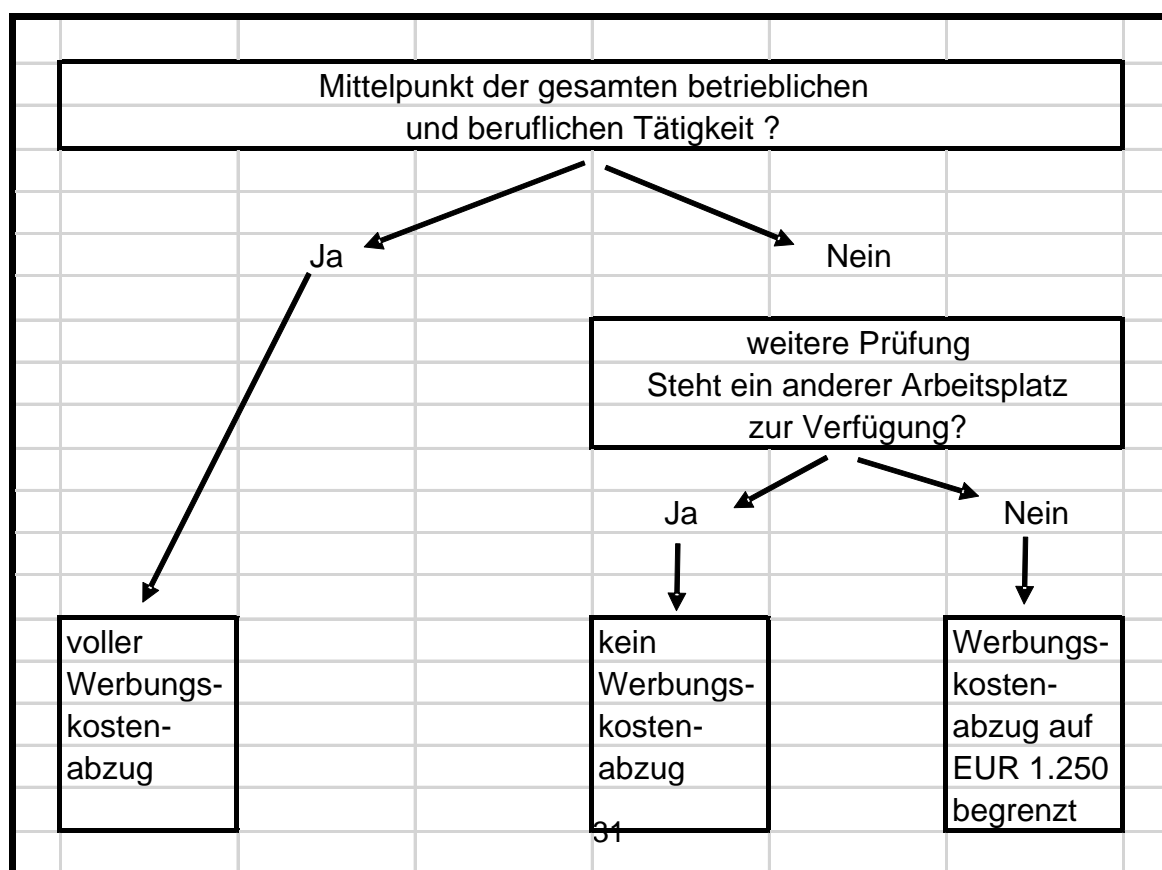 Mittelpunkt der gesamten betrieblichen
und beruflichen Tätigkeit ?
Ja
Nein
weitere Prüfung
Steht ein anderer Arbeitsplatz
zur Verfügung?
Ja
Nein
voller
Werbungs-
kosten-
abzug
kein
Werbungs-
kosten-
abzug
Werbungs-
kosten-
abzug auf
EUR 1.250
begrenzt
31